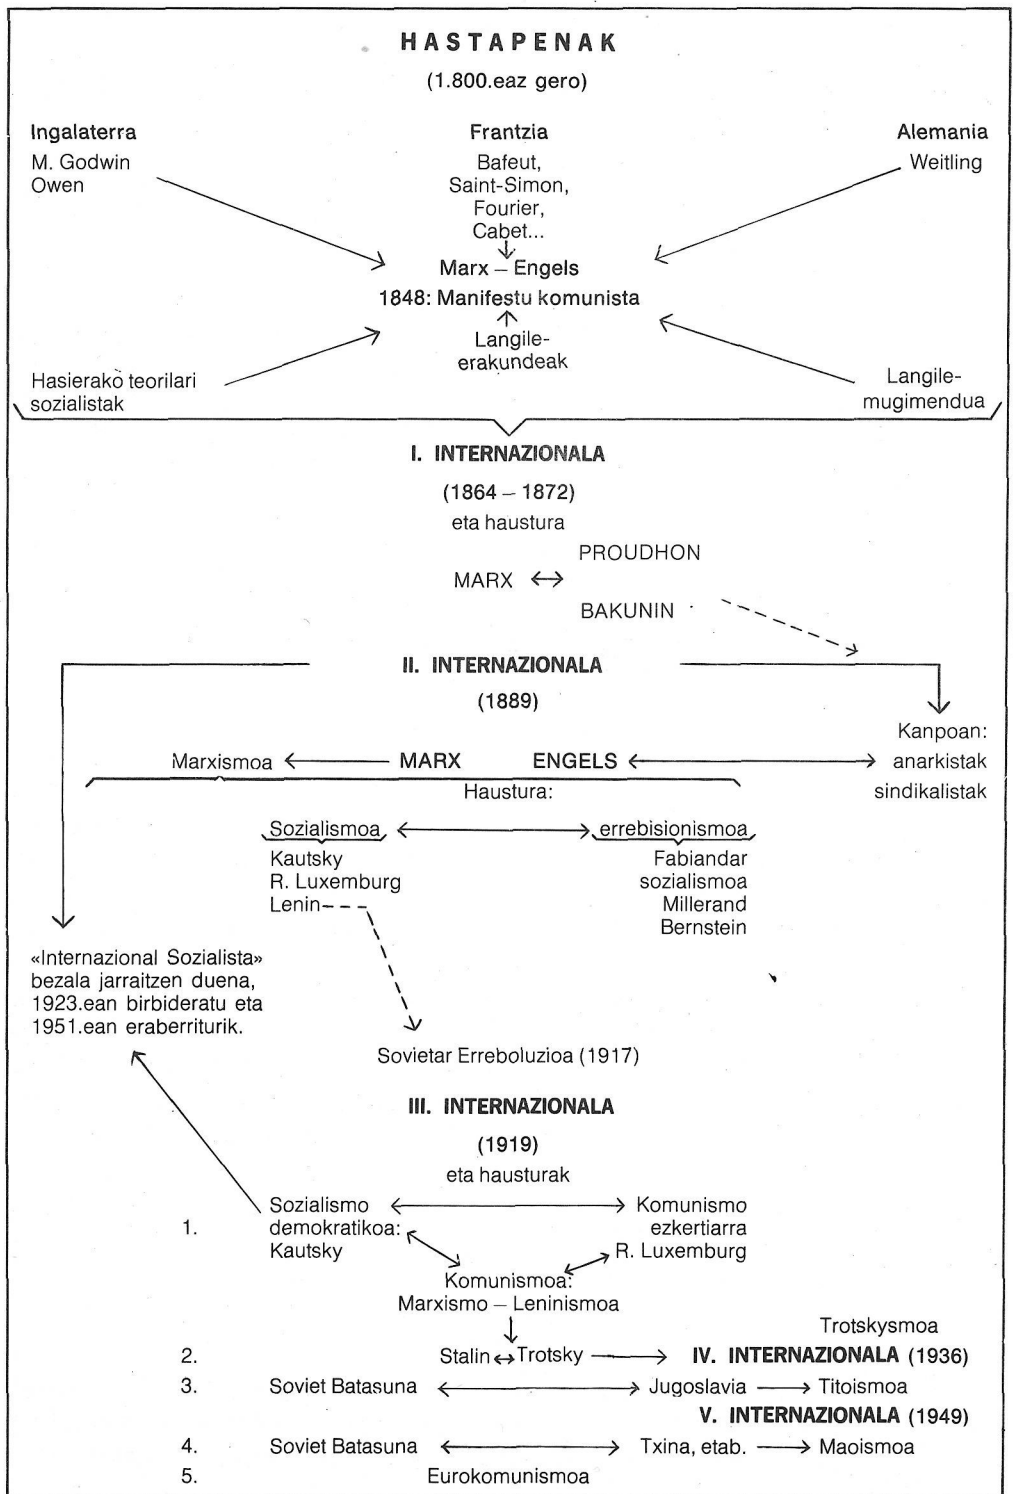 HASTAPENAK
(1.800.eaz gero)
Ingalaterra
M. Godwin
Owen
Frantzia
Bafeut,
Saint-Simon,
Fourier,
Cabet...
Alemania
Weitling
Marx – Engels
1848: Manifestu komunista
Langile-
erakundeak
Hasierako teorilari
sozialistak
Langile-
mugimendua
I. INTERNAZIONALA
(1864 – 1872)
eta haustura
PROUDHON
MARX ↔
BAKUNIN
II. INTERNAZIONALA
(1889)
Kanpoan:
anarkistak
sindikalistak
Marxismoa ← MARX ENGELS ↔
Haustura:
Sozialismoa ↔ errebisionismoa
Kautsky
R. Luxemburg
Lenin
Fabiandar
sozialismoa
Millerand
Bernstein
«Internazional Sozialista»
bezala jarraitzen duena,
1923.ean birbideratu eta
1951.ean eraberriturik.
Sovietar Erreboluzioa (1917)
III. INTERNAZIONALA
(1919)
eta hausturak
1.
Sozialismo
demokratikoa:
Kautsky
Komunismo
ezkertiarra
R. Luxemburg
Komunismoa:
Marxismo – Leninismoa
Trotskysmoa
2. Stalin ↔ Trotsky → IV. INTERNAZIONALA (1936)
3. Soviet Batasuna ↔ Jugoslavia → Titoismoa
V. INTERNAZIONALA (1949)
4. Soviet Batasuna ↔ Txina, etab. → Maoismoa
5. Eurokomunismoa